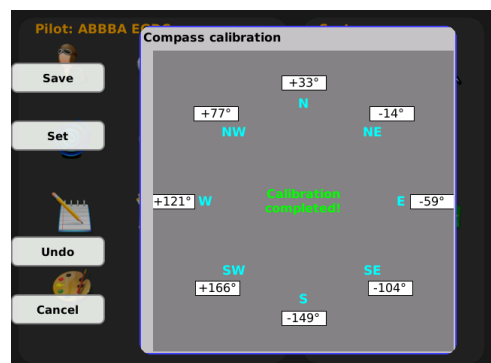 Pilot: ABBBA
Compass calibration
Save
+33°
N
+77°
-14°
NW
NE
Set
+121°
W
Calibration
completed!
E
-59°
Undo
SW
SE
+166°
-104°
S
-149°
Cancel